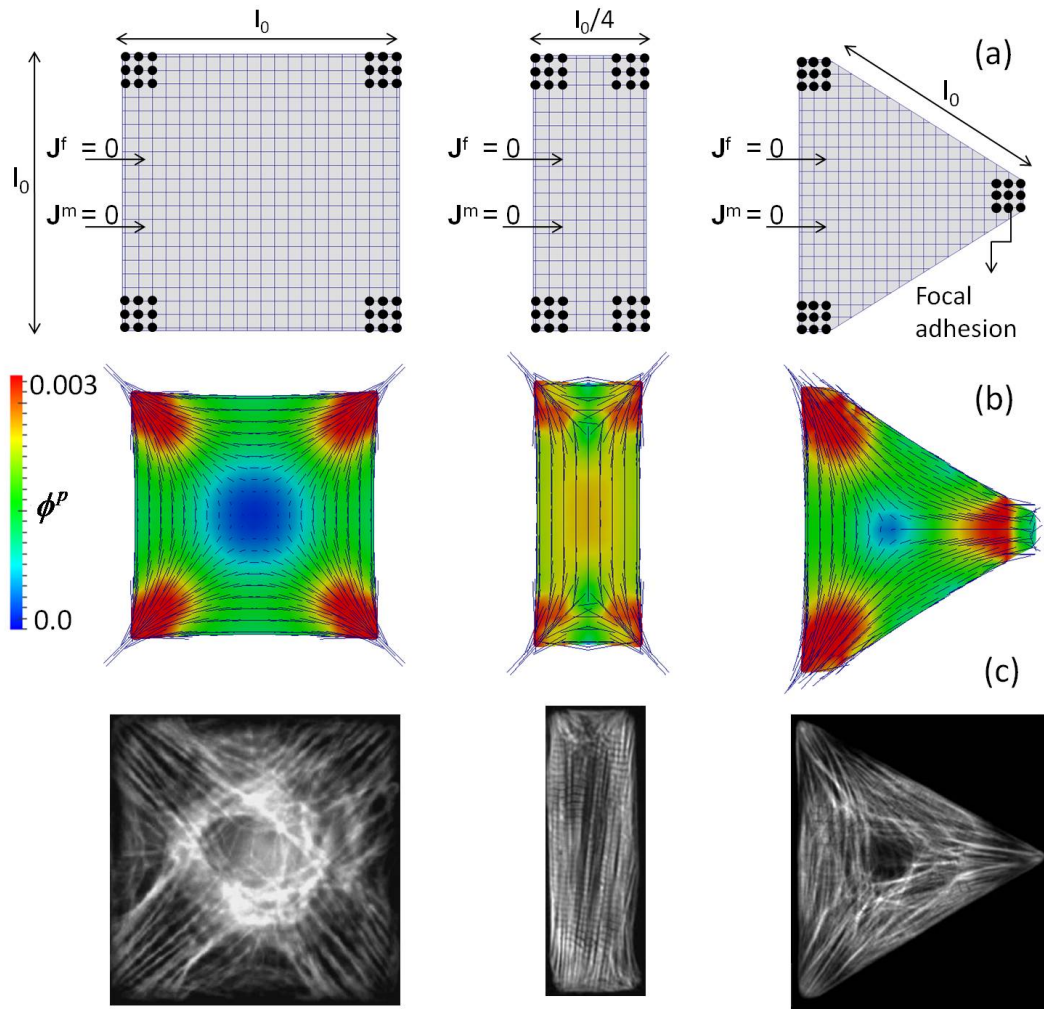 l₀
l₀/4
(a)
l₀
l₀
Jᶠ = 0
Jᶠ = 0
Jᶠ = 0
Jᵐ = 0
Jᵐ = 0
Jᵐ = 0
Focal
adhesion
0.003
(b)
ϕᵖ
0.0
(c)